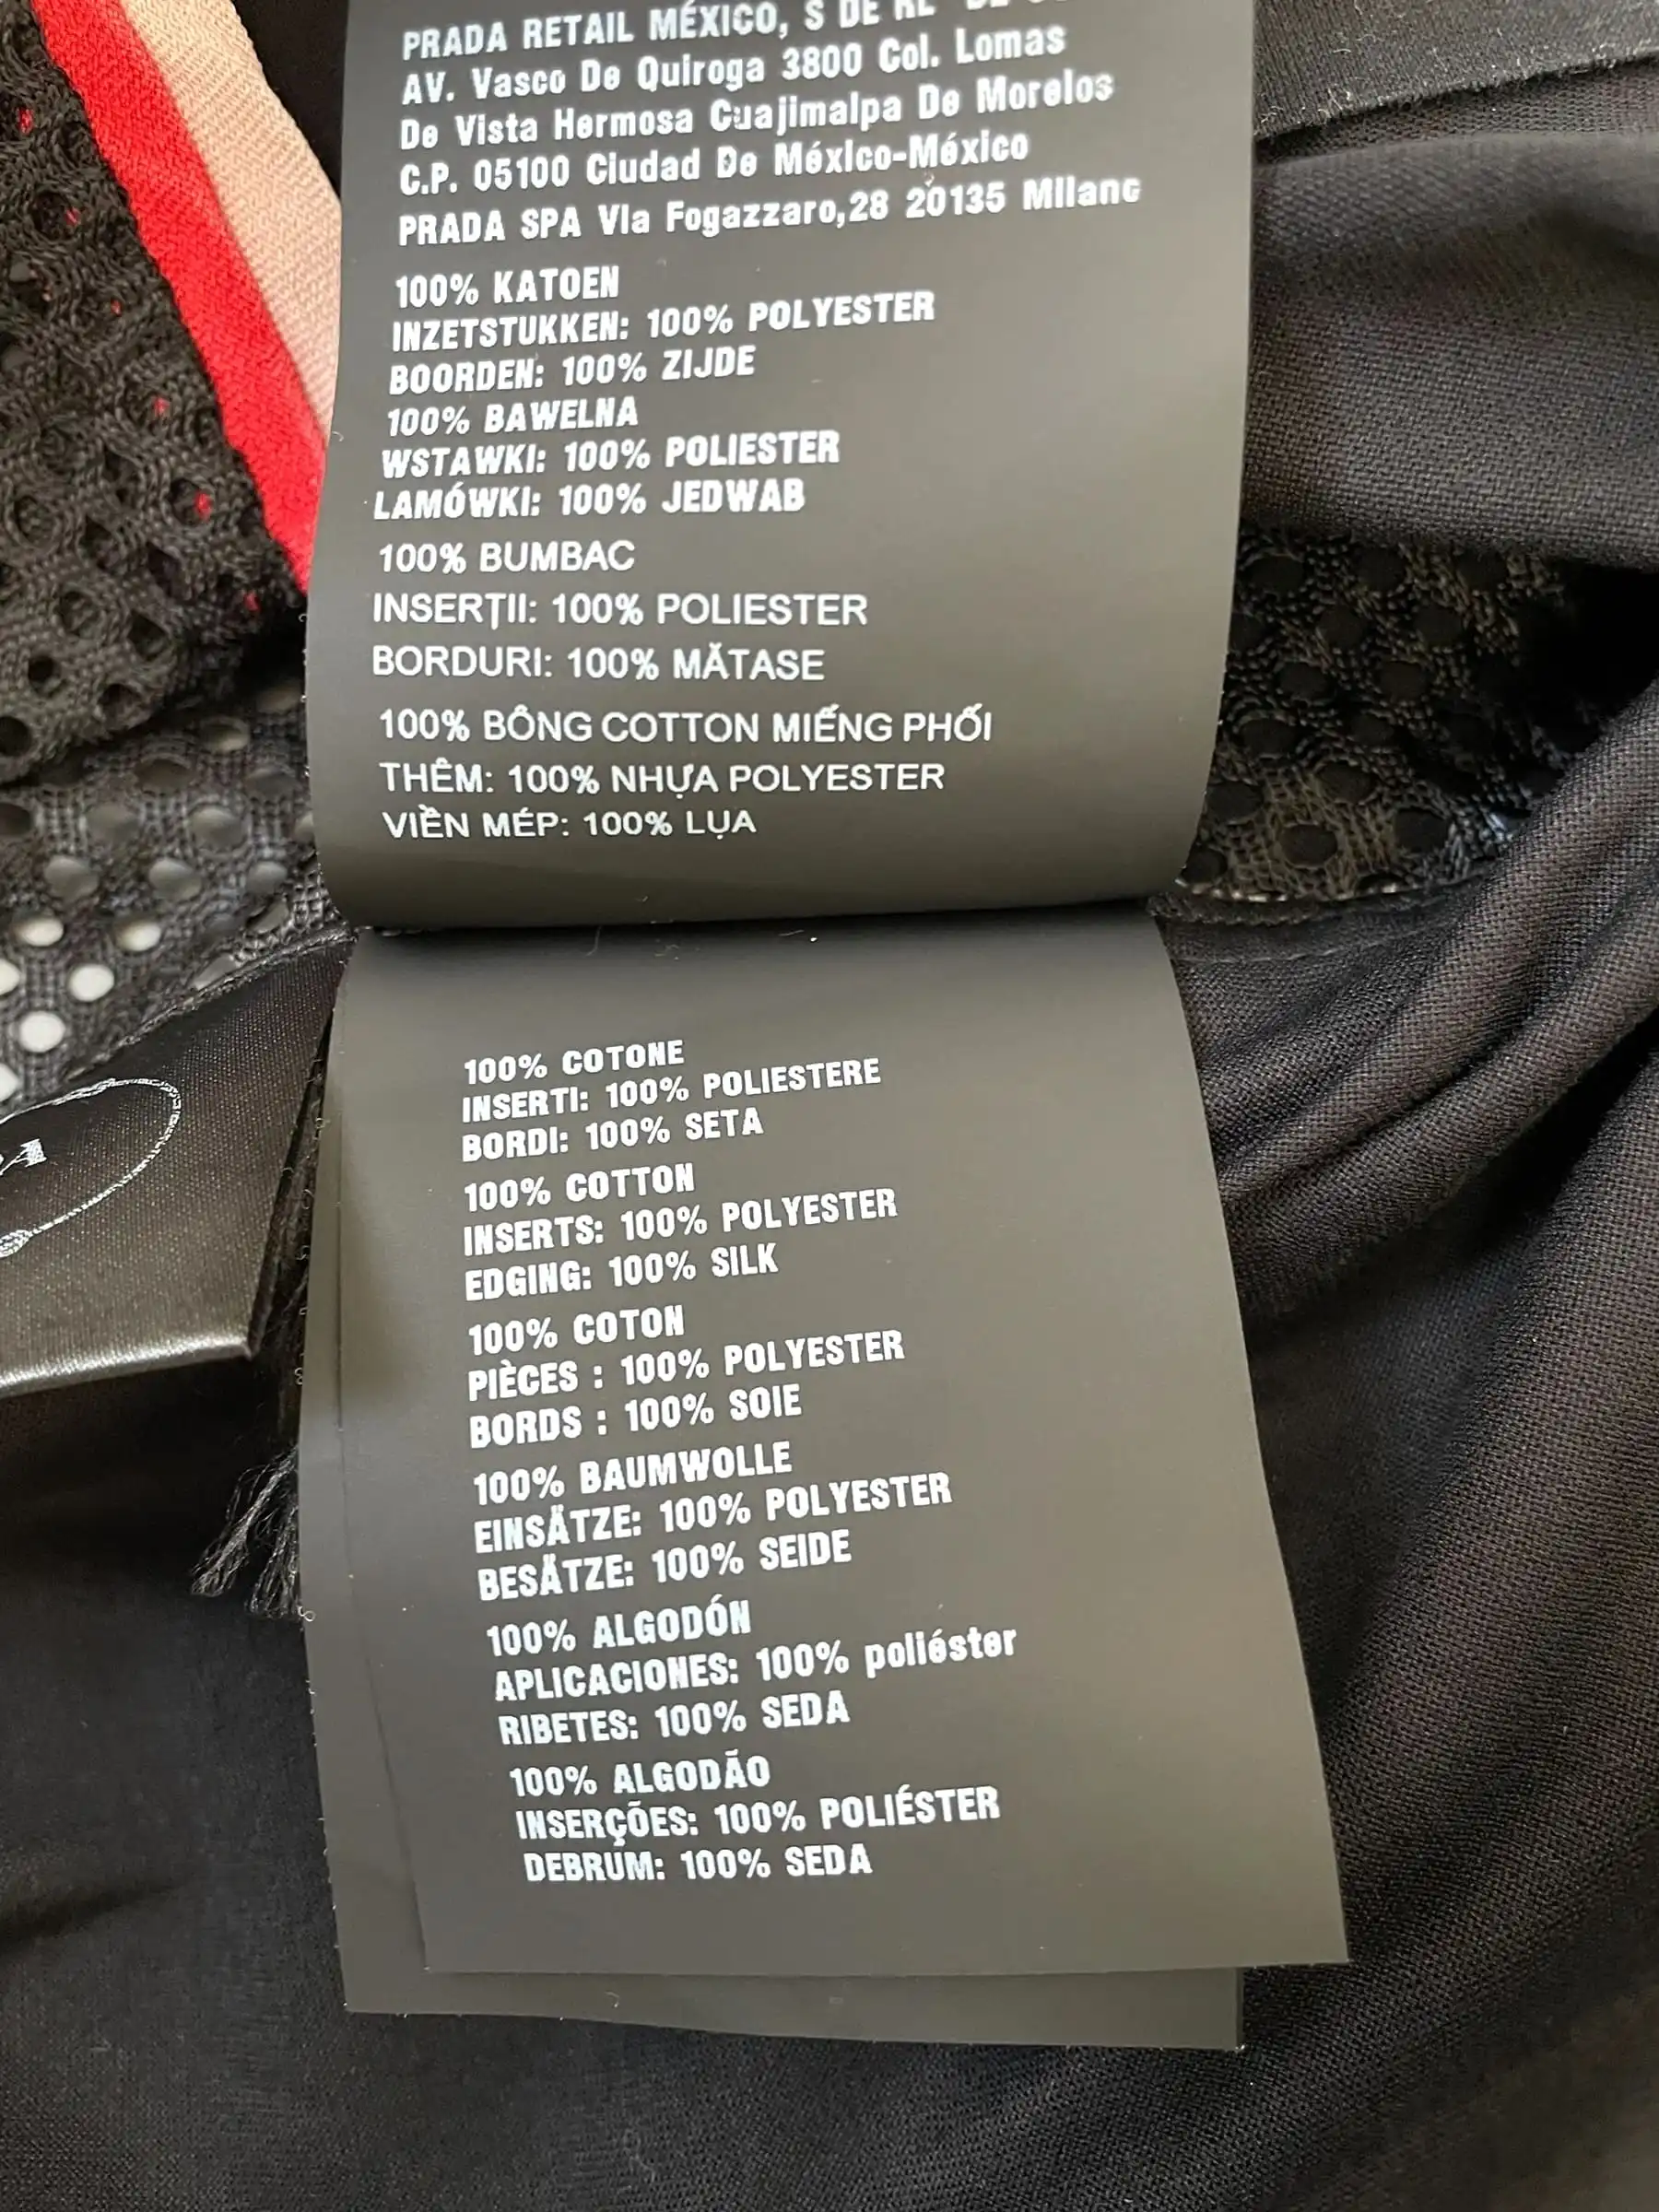 PRADA RETAIL MÉXICO, S DE RL DE
AV. Vasco De Quiroga 3800 Col. Lomas
De Vista Hermosa Cuajimalpa De Morelos
C.P. 05100 Ciudad De México-México
PRADA SPA Via Fogazzaro,28 20135 Milano
100% KATOEN
INZETSTUKKEN: 100% POLYESTER
BOORDEN: 100% ZIJDE
100% BAWELNA
WSTAWKI: 100% POLIESTER
LAMÓWKI: 100% JEDWAB
100% BUMBAC
INSERȚII: 100% POLIESTER
BORDURI: 100% MĂTASE
100% BÔNG COTTON MIẾNG PHỐI
THÊM: 100% NHỰA POLYESTER
VIỀN MÉP: 100% LỤA
100% COTONE
INSERTI: 100% POLIESTERE
BORDI: 100% SETA
100% COTTON
INSERTS: 100% POLYESTER
EDGING: 100% SILK
100% COTON
PIÈCES : 100% POLYESTER
BORDS : 100% SOIE
100% BAUMWOLLE
EINSÄTZE: 100% POLYESTER
BESÄTZE: 100% SEIDE
100% ALGODÓN
APLICACIONES: 100% poliéster
RIBETES: 100% SEDA
100% ALGODÃO
INSERÇÕES: 100% POLIÉSTER
DEBRUM: 100% SEDA